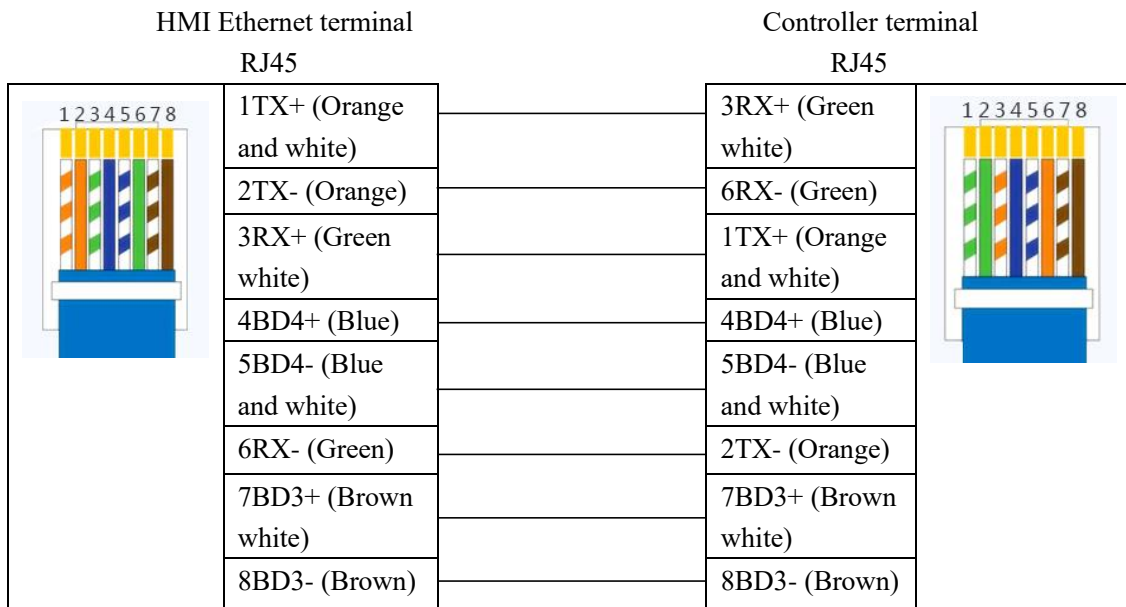 HMI Ethernet terminal
Controller terminal
RJ45
RJ45
12345678
1TX+ (Orange
and white)
3RX+ (Green
white)
12345678
2TX- (Orange)
6RX- (Green)
3RX+ (Green
white)
1TX+ (Orange
and white)
4BD4+ (Blue)
4BD4+ (Blue)
5BD4- (Blue
and white)
5BD4- (Blue
and white)
6RX- (Green)
2TX- (Orange)
7BD3+ (Brown
white)
7BD3+ (Brown
white)
8BD3- (Brown)
8BD3- (Brown)